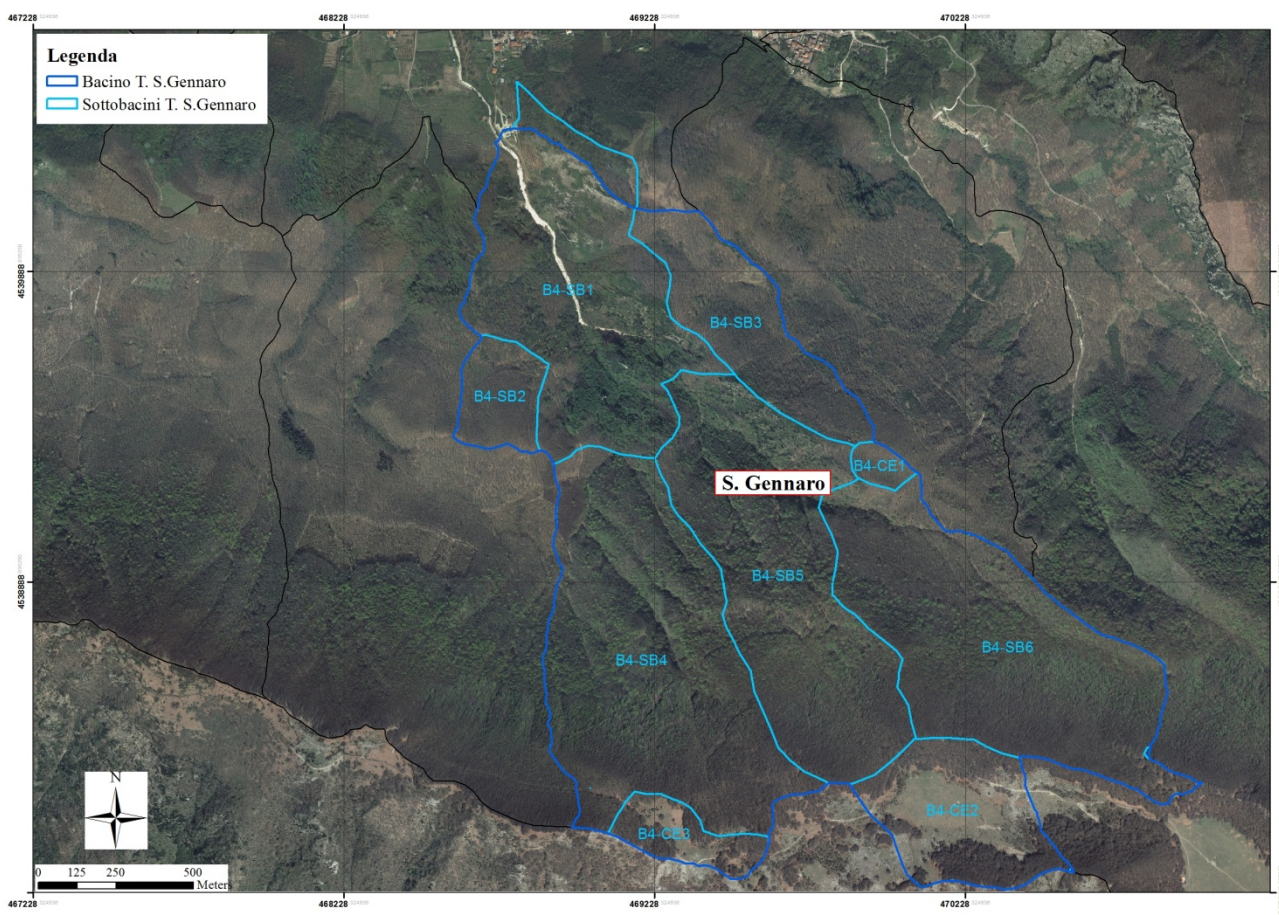 467228
468228
469228
470228
Legenda
Bacino T. S.Gennaro
Sottobacini T. S.Gennaro
4539888
B4-SB1
B4-SB3
B4-SB2
B4-CE1
S. Gennaro
4538888
B4-SB5
B4-SB4
B4-SB6
B4-CE2
B4-CE3
N
0 125 250 500
Meters
467228
468228
469228
470228